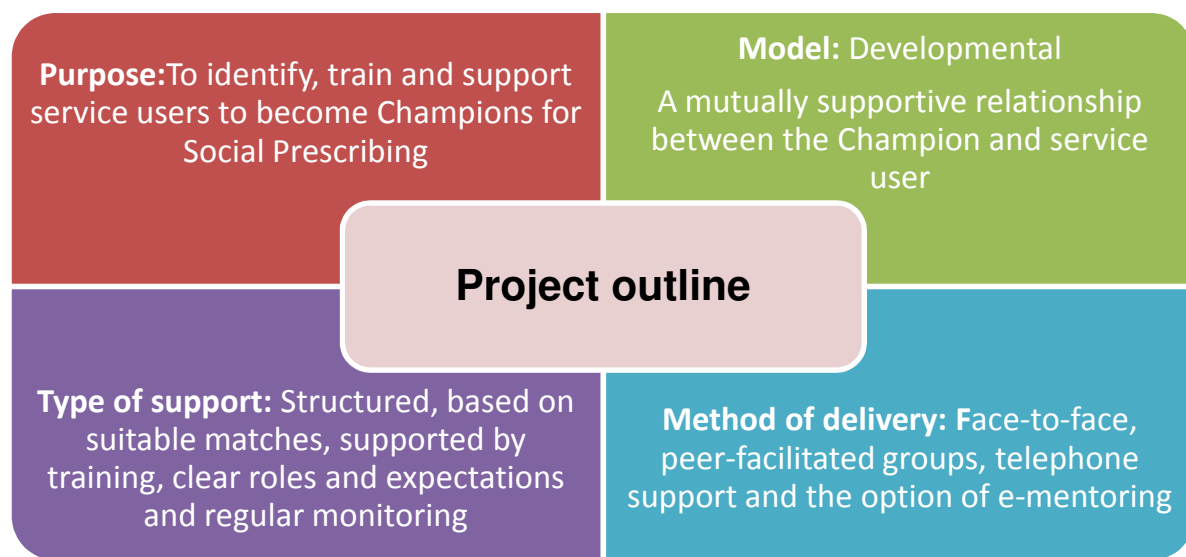 Purpose:To identify, train and support
service users to become Champions for
Social Prescribing
Model: Developmental
A mutually supportive relationship
between the Champion and service
user
Project outline
Type of support: Structured, based on
suitable matches, supported by
training, clear roles and expectations
and regular monitoring
Method of delivery: Face-to-face,
peer-facilitated groups, telephone
support and the option of e-mentoring